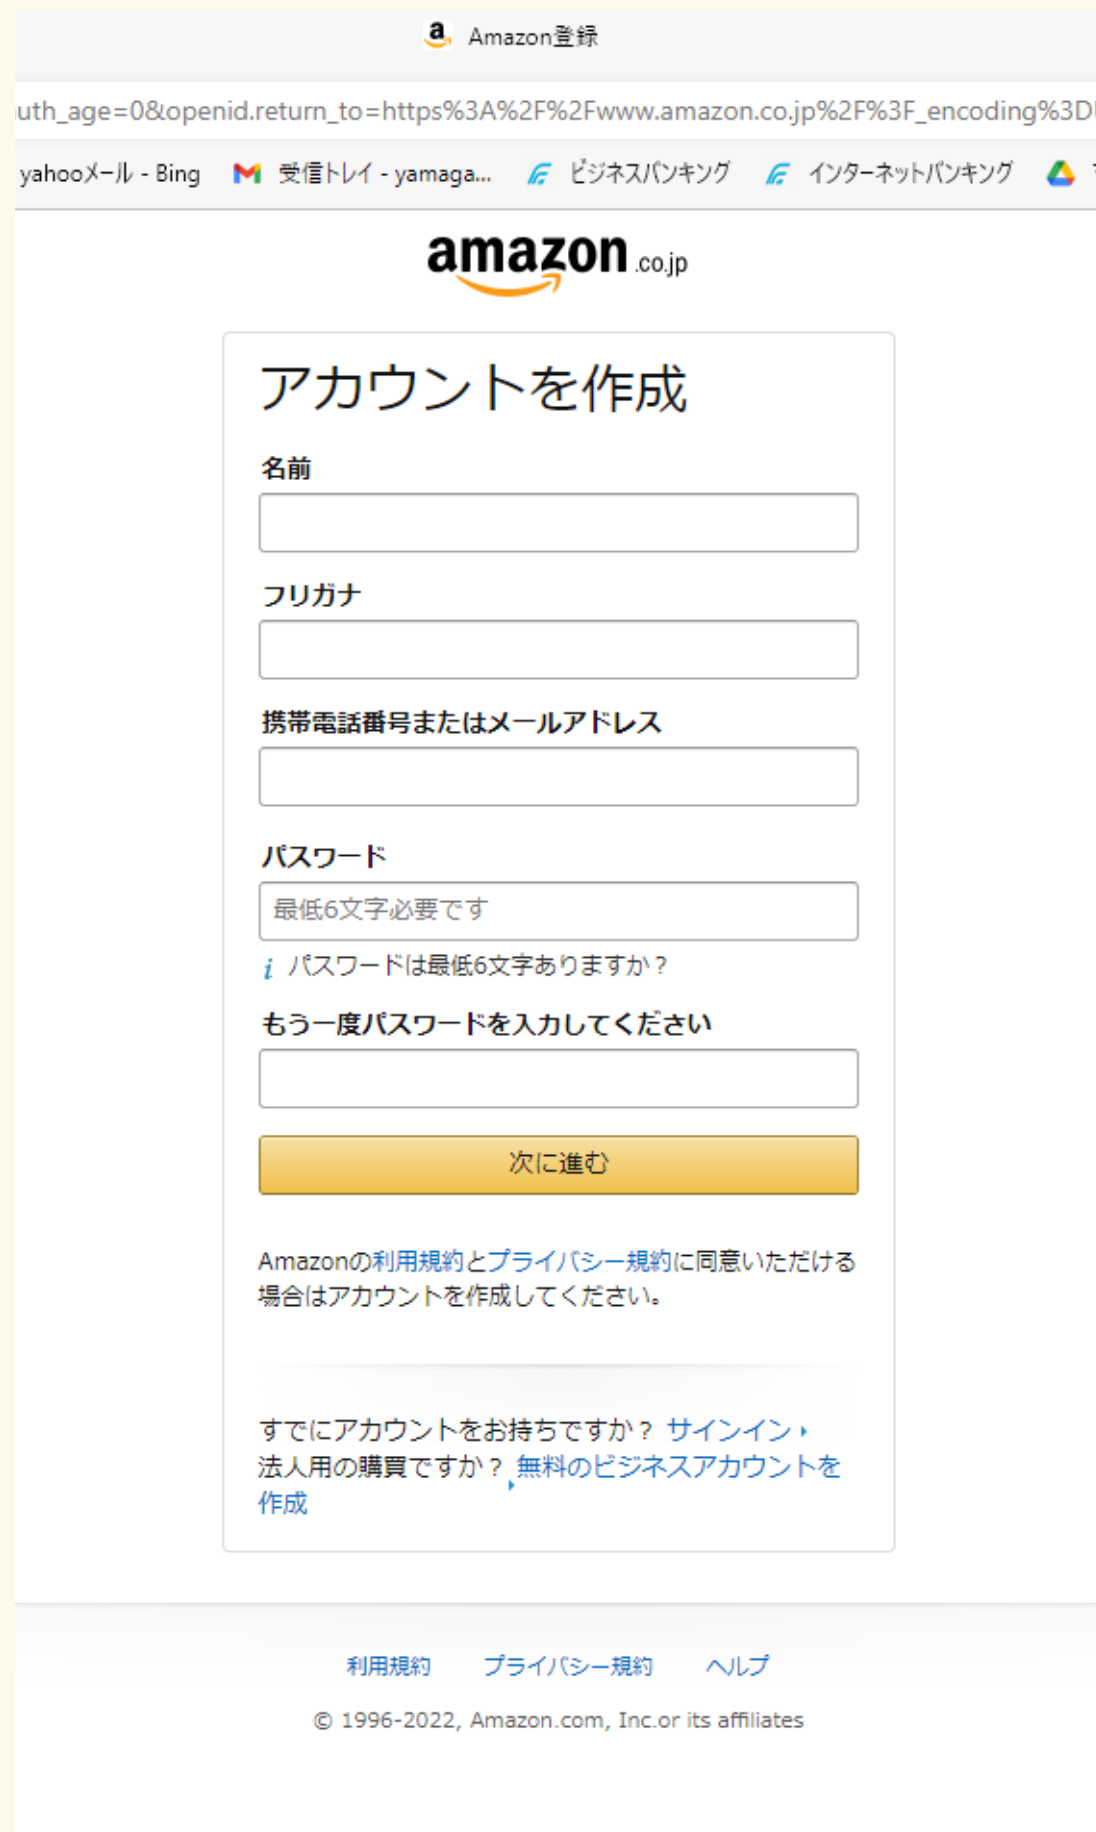 Amazon登録
uth_age=0&openid.return_to=https%3A%2F%2Fwww.amazon.co.jp%2F%3F_encoding%3D
yahooメール - Bing 受信トレイ - yamaga... ビジネスバンキング インターネットバンキング
amazon.co.jp
アカウントを作成
名前
フリガナ
携帯電話番号またはメールアドレス
パスワード
最低6文字必要です
i パスワードは最低6文字ありますか？
もう一度パスワードを入力してください
次に進む
Amazonの利用規約とプライバシー規約に同意いただける
場合はアカウントを作成してください。
すでにアカウントをお持ちですか？ サインイン
法人用の購買ですか？ 無料のビジネスアカウントを
作成
利用規約 プライバシー規約 ヘルプ
© 1996-2022, Amazon.com, Inc.or its affiliates